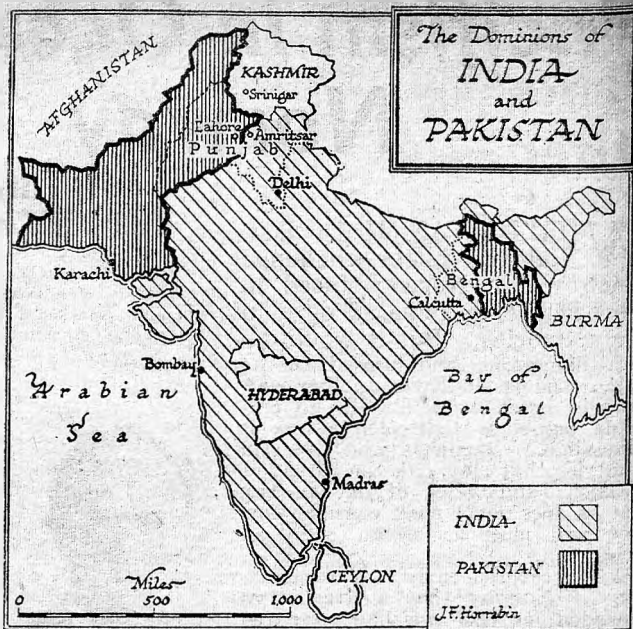 The Dominions of
INDIA
and
PAKISTAN
AFGHANISTAN
KASHMIR
Srinigar
Lahore
Amritsar
Punjab
Delhi
Karachi
Bengal
Calcutta
BURMA
Bombay
HYDERABAD
Arabian
Sea
Bay of
Bengal
Madras
CEYLON
INDIA
PAKISTAN
J.F. Horrabin
Miles
0 500 1,000